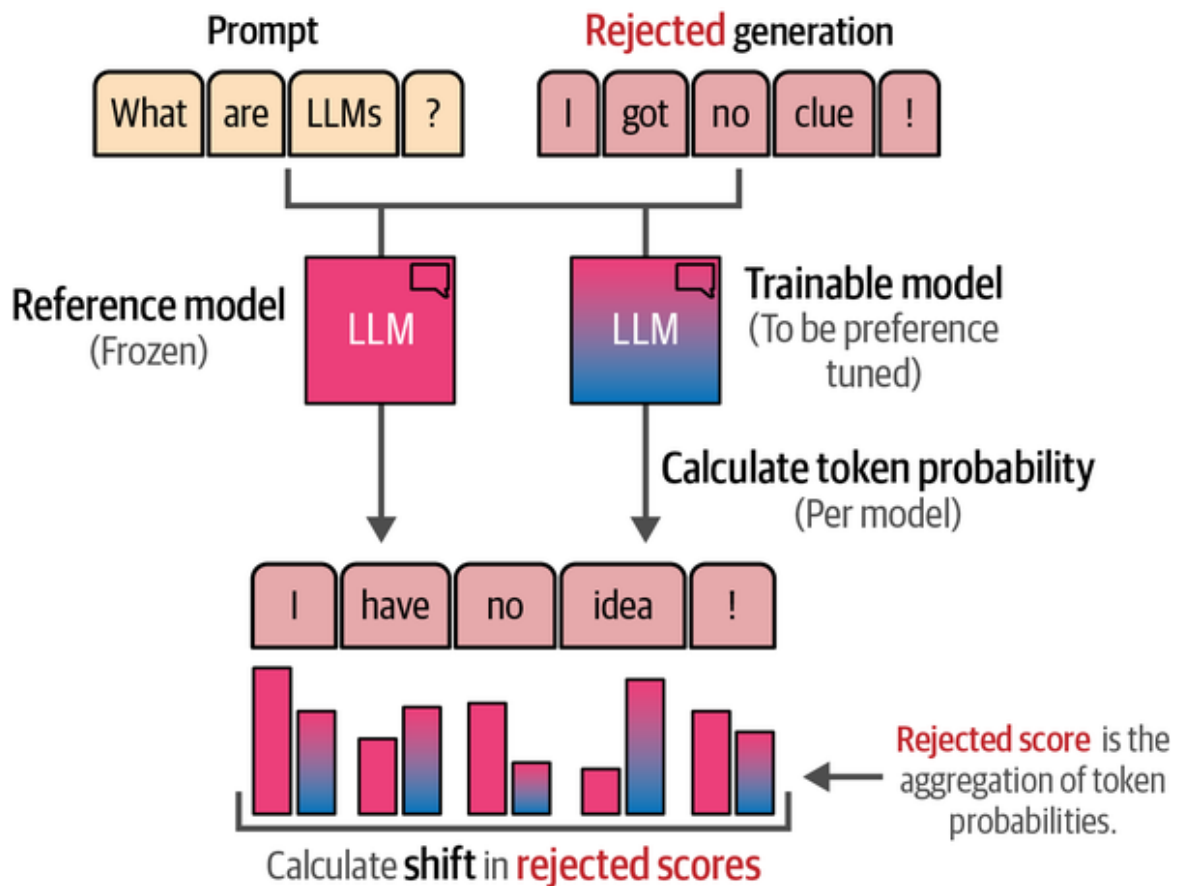 Prompt
Rejected generation
What are LLMs ?
I got no clue !
Reference model
(Frozen)
LLM
LLM
Trainable model
(To be preference
tuned)
Calculate token probability
(Per model)
I have no idea !
Rejected score is the
aggregation of token
probabilities.
Calculate shift in rejected scores